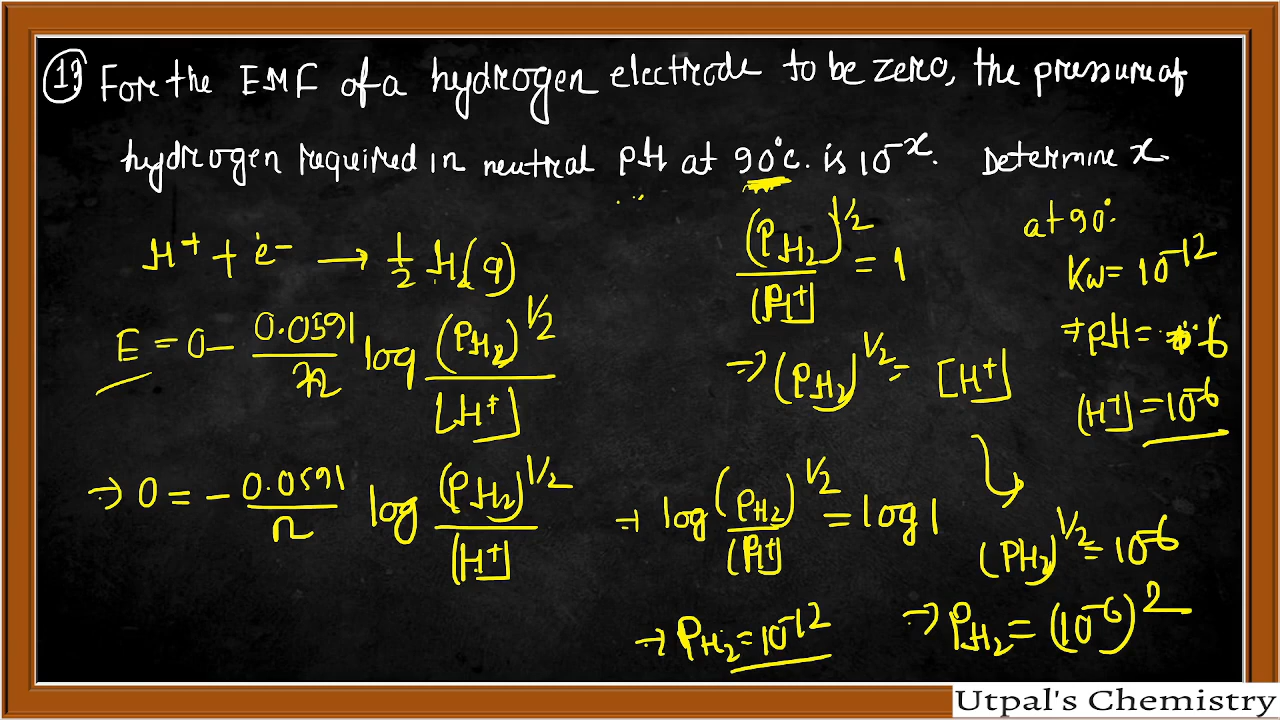 13) For the EMF of a hydrogen electrode to be zero, the pressure of
hydrogen required in neutral pH at 90°c. is 10^-x. Determine x.
H+ + e- → 1/2 H2(g)
E = 0 - 0.0591/n log (PH2)^1/2/[H+]
⇒ 0 = - 0.0591/n log (PH2)^1/2/[H+]
⇒ log (PH2)^1/2/[H+] = log 1
(PH2)^1/2/[H+] = 1
⇒ (PH2)^1/2 = [H+]
at 90°
Kw = 10^-12
⇒ pH = 6
[H+] = 10^-6
(PH2)^1/2 = 10^-6
⇒ PH2 = (10^-6)^2
⇒ PH2 = 10^-12
Utpal's Chemistry